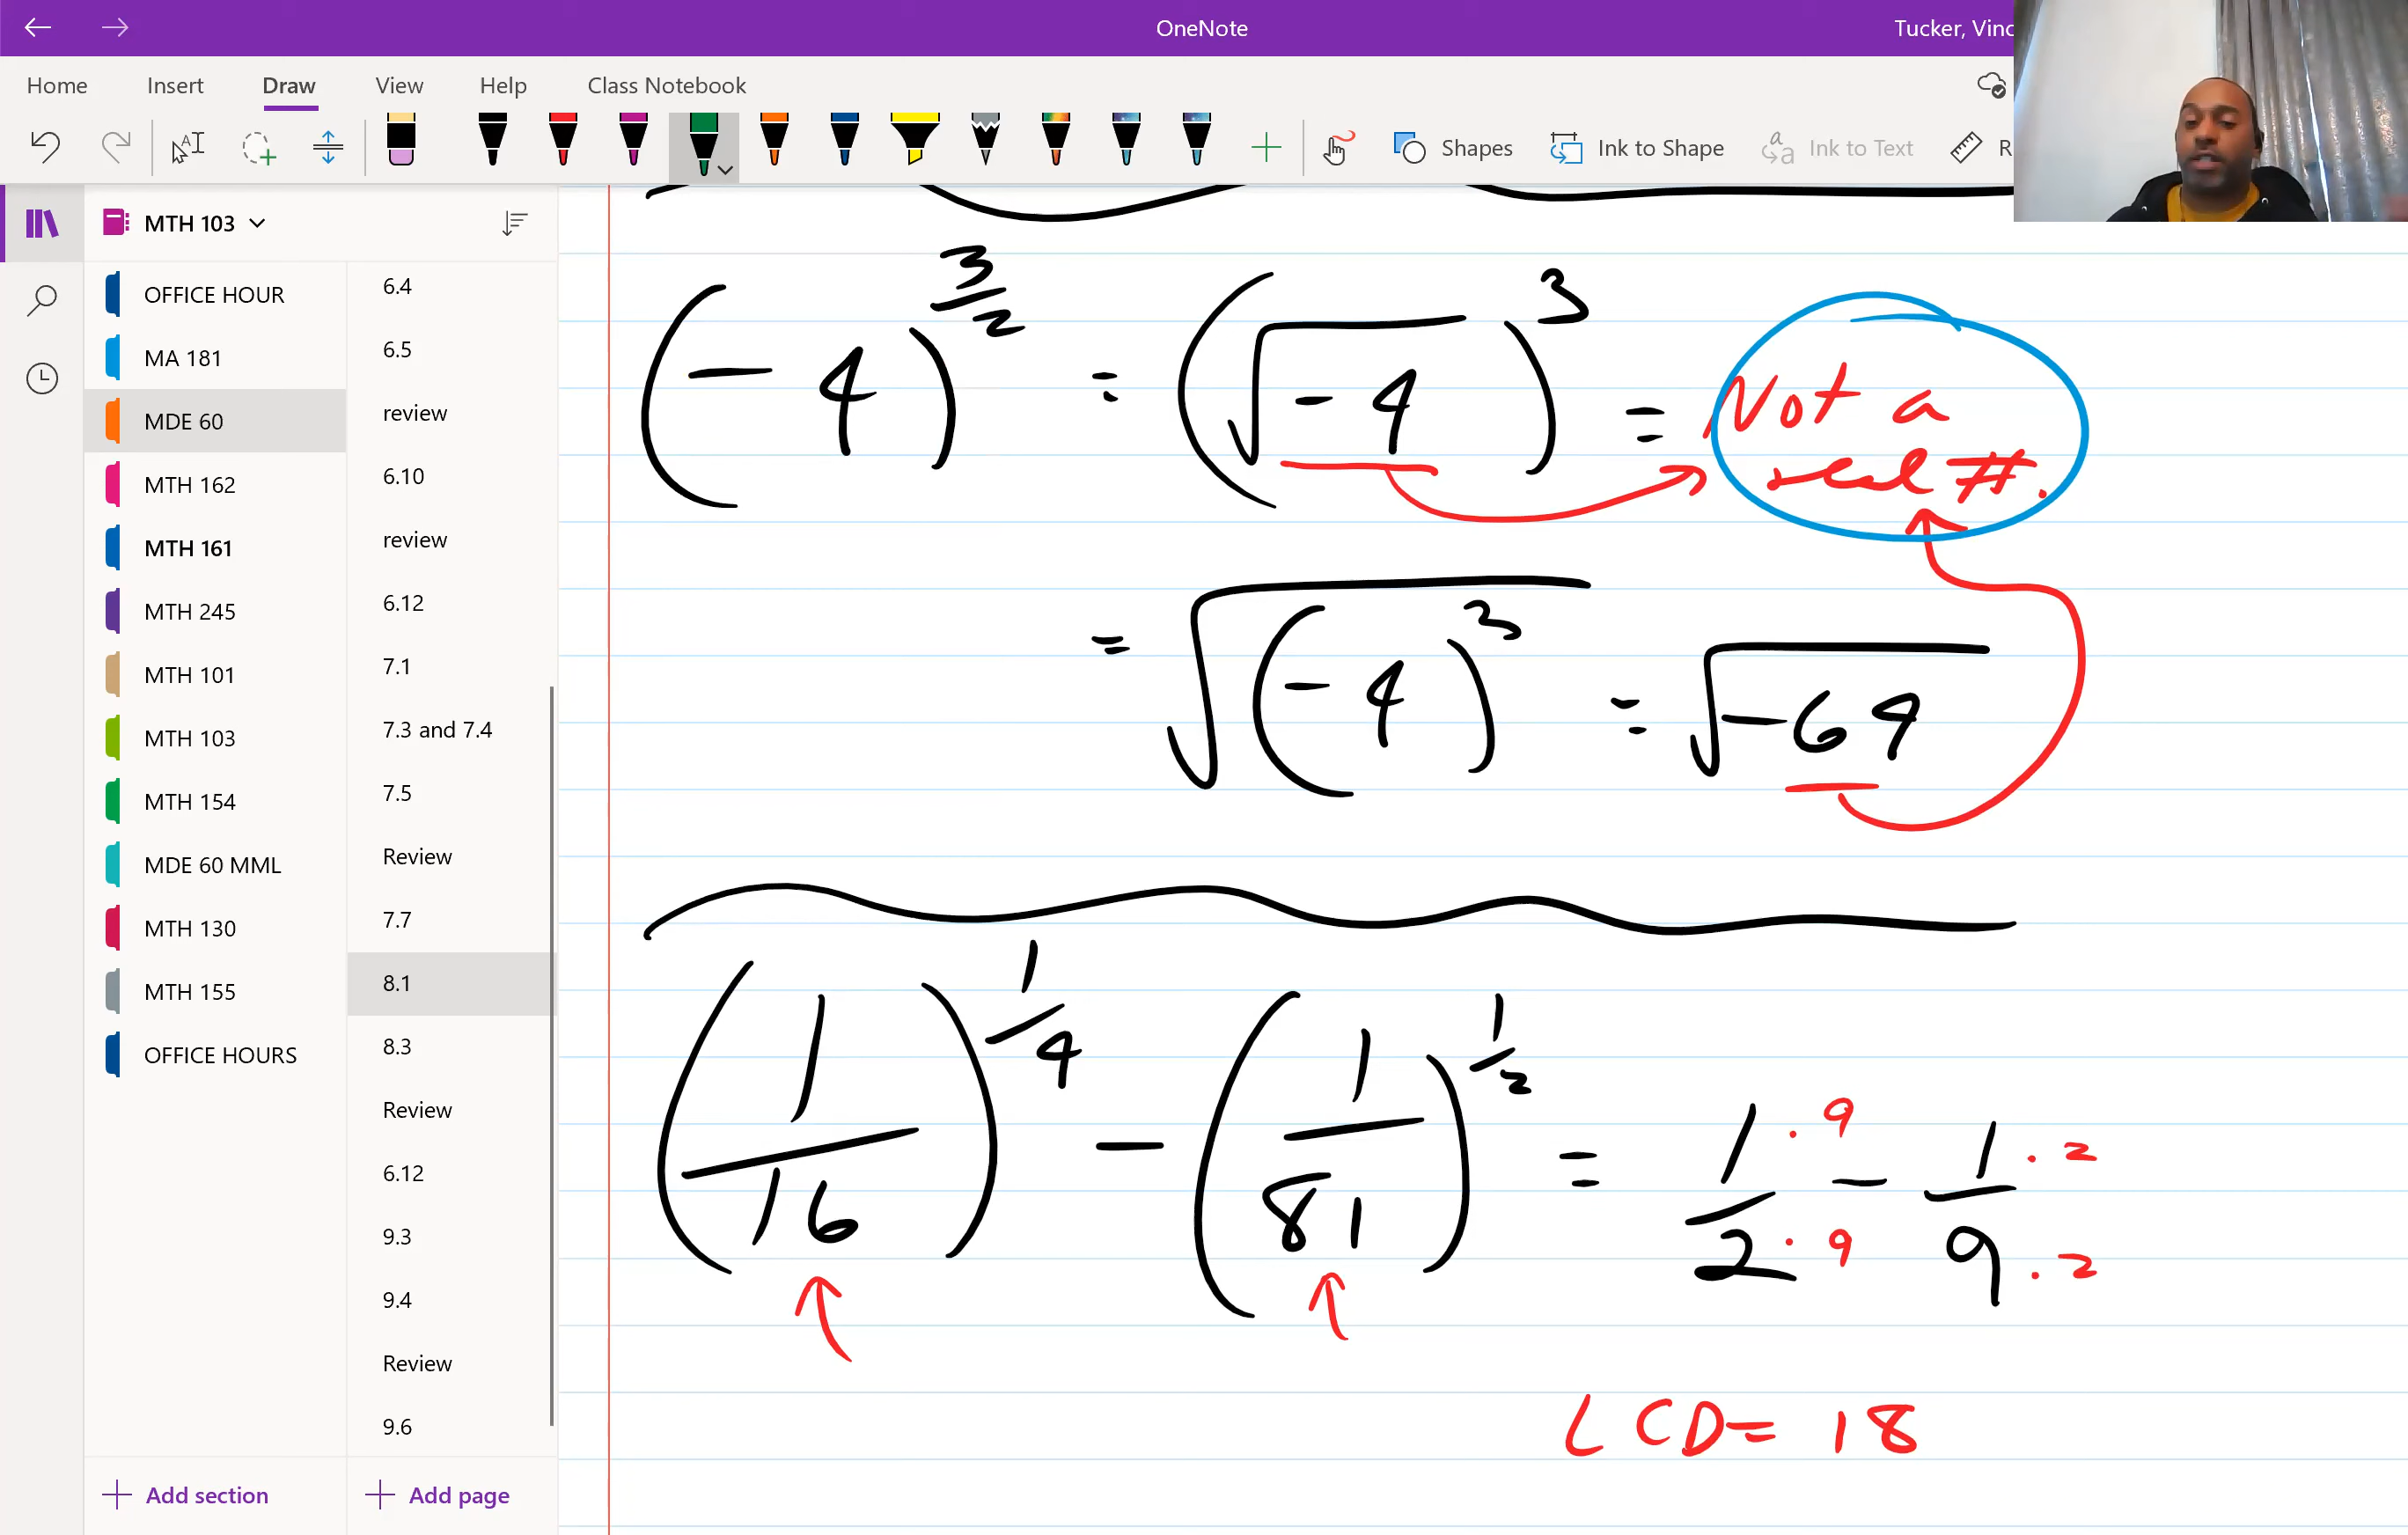 OneNote
Tucker, Vinc
Home Insert Draw View Help Class Notebook
Shapes Ink to Shape Ink to Text R
MTH 103
OFFICE HOUR
MA 181
MDE 60
MTH 162
MTH 161
MTH 245
MTH 101
MTH 103
MTH 154
MDE 60 MML
MTH 130
MTH 155
OFFICE HOURS
Add section
6.4
6.5
review
6.10
review
6.12
7.1
7.3 and 7.4
7.5
Review
7.7
8.1
8.3
Review
6.12
9.3
9.4
Review
9.6
Add page
(-4)^(3/2) = (√-4)^3 = Not a
real #.
= √(-4)^3 = √-64
(1/16)^(1/4) - (1/81)^(1/2) = 1·9/2·9 - 1·2/9·2
LCD = 18